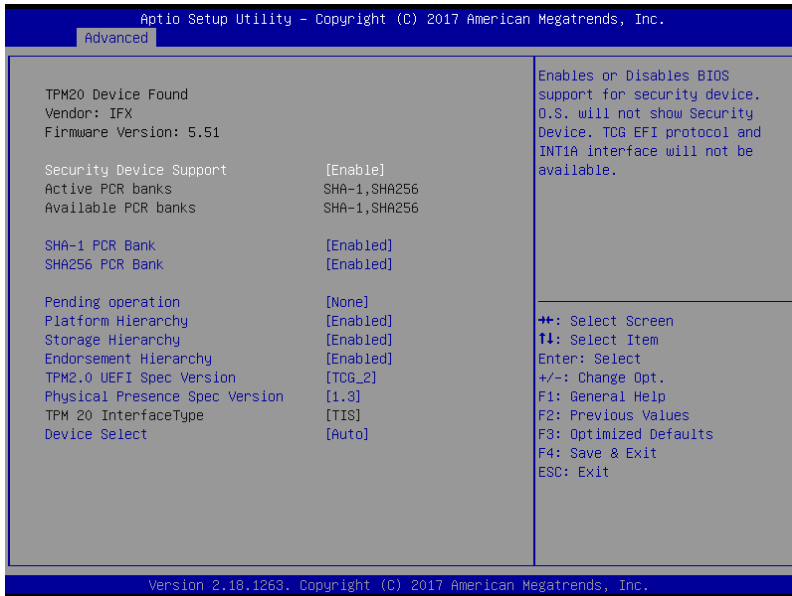 Aptio Setup Utility – Copyright (C) 2017 American Megatrends, Inc.
Advanced
TPM20 Device Found
Vendor: IFX
Firmware Version: 5.51
Security Device Support [Enable]
Active PCR banks SHA-1,SHA256
Available PCR banks SHA-1,SHA256
SHA-1 PCR Bank [Enabled]
SHA256 PCR Bank [Enabled]
Pending operation [None]
Platform Hierarchy [Enabled]
Storage Hierarchy [Enabled]
Endorsement Hierarchy [Enabled]
TPM2.0 UEFI Spec Version [TCG_2]
Physical Presence Spec Version [1.3]
TPM 20 InterfaceType [TIS]
Device Select [Auto]
Enables or Disables BIOS
support for security device.
O.S. will not show Security
Device. TCG EFI protocol and
INT1A interface will not be
available.
→←: Select Screen
↑↓: Select Item
Enter: Select
+/-: Change Opt.
F1: General Help
F2: Previous Values
F3: Optimized Defaults
F4: Save & Exit
ESC: Exit
Version 2.18.1263. Copyright (C) 2017 American Megatrends, Inc.